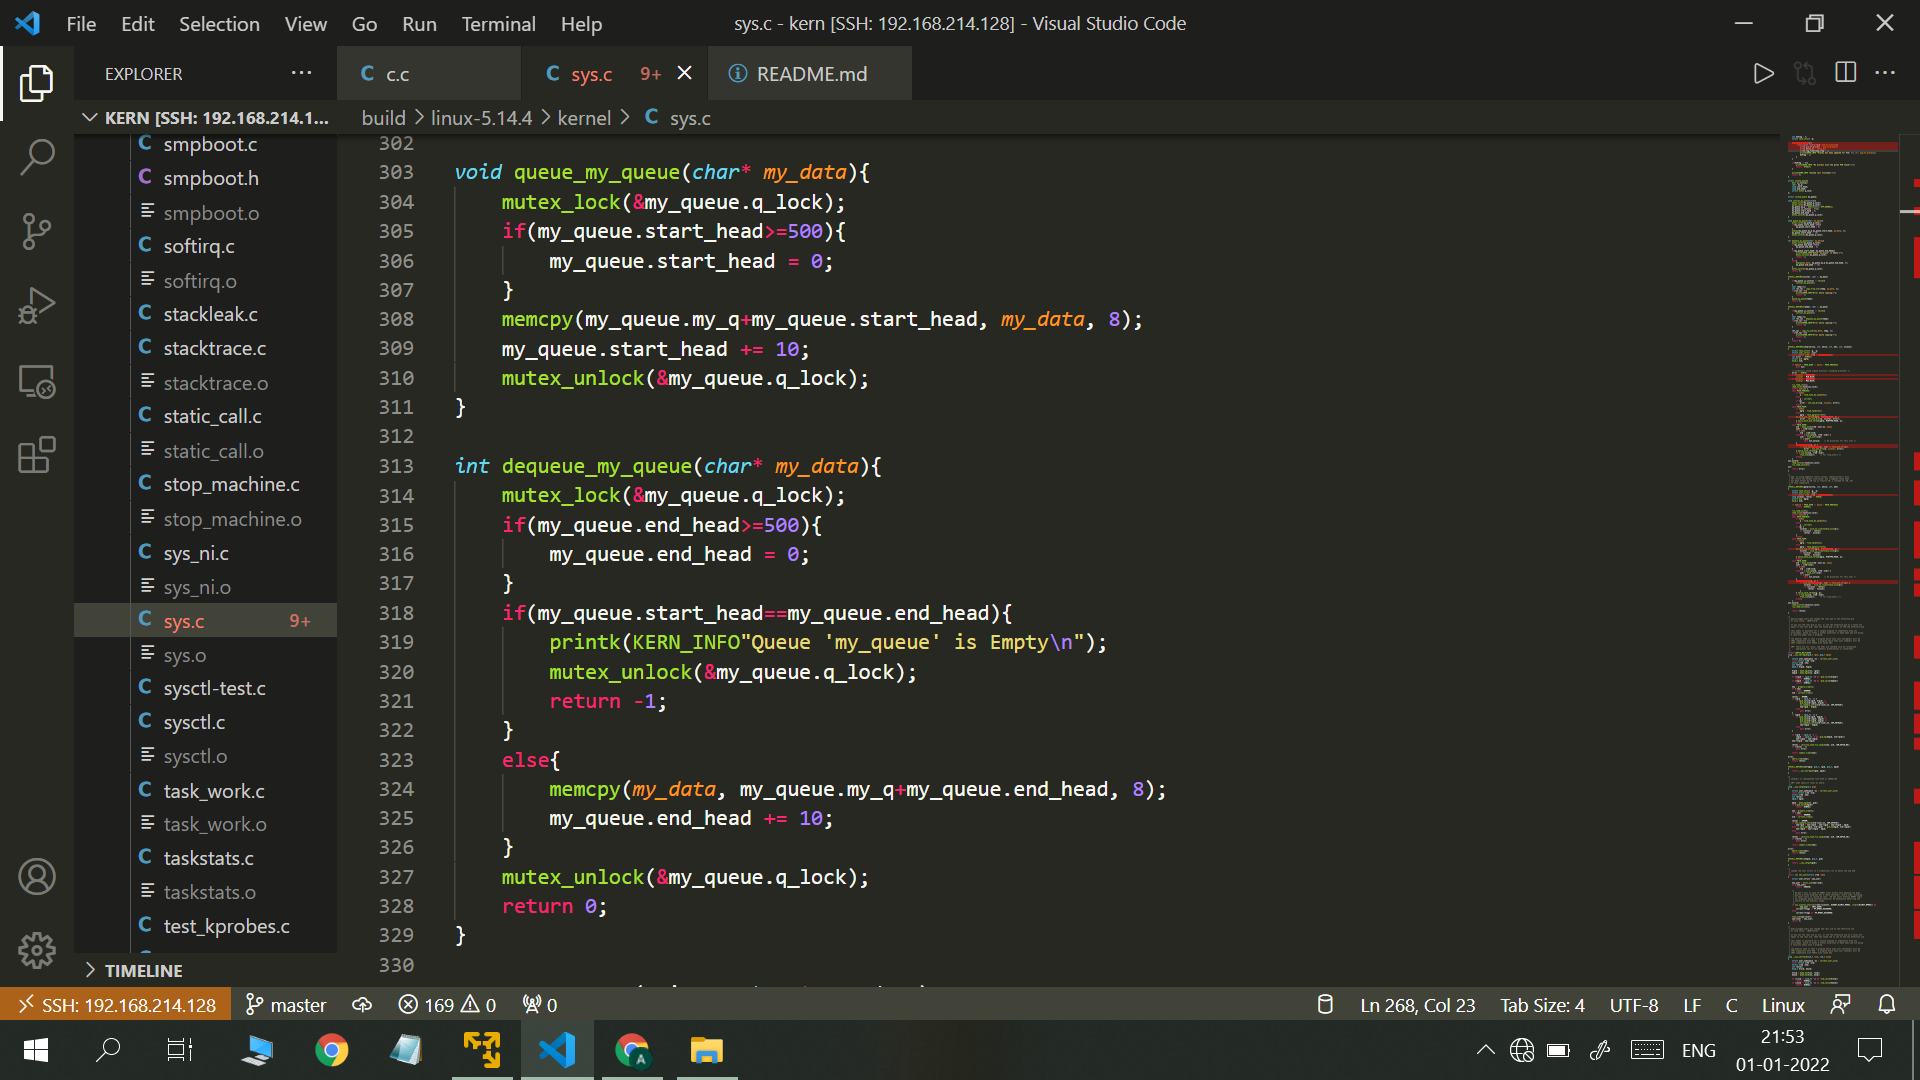 File Edit Selection View Go Run Terminal Help
sys.c - kern [SSH: 192.168.214.128] - Visual Studio Code
EXPLORER
C c.c
C sys.c 9+
README.md
KERN [SSH: 192.168.214.1...
build > linux-5.14.4 > kernel > C sys.c
C smpboot.c
C smpboot.h
smpboot.o
C softirq.c
softirq.o
C stackleak.c
C stacktrace.c
stacktrace.o
C static_call.c
static_call.o
C stop_machine.c
stop_machine.o
C sys_ni.c
sys_ni.o
C sys.c 9+
sys.o
C sysctl-test.c
C sysctl.c
sysctl.o
C task_work.c
task_work.o
C taskstats.c
taskstats.o
C test_kprobes.c
TIMELINE
302
303 void queue_my_queue(char* my_data){
304 mutex_lock(&my_queue.q_lock);
305 if(my_queue.start_head>=500){
306 my_queue.start_head = 0;
307 }
308 memcpy(my_queue.my_q+my_queue.start_head, my_data, 8);
309 my_queue.start_head += 10;
310 mutex_unlock(&my_queue.q_lock);
311 }
312
313 int dequeue_my_queue(char* my_data){
314 mutex_lock(&my_queue.q_lock);
315 if(my_queue.end_head>=500){
316 my_queue.end_head = 0;
317 }
318 if(my_queue.start_head==my_queue.end_head){
319 printk(KERN_INFO"Queue 'my_queue' is Empty\n");
320 mutex_unlock(&my_queue.q_lock);
321 return -1;
322 }
323 else{
324 memcpy(my_data, my_queue.my_q+my_queue.end_head, 8);
325 my_queue.end_head += 10;
326 }
327 mutex_unlock(&my_queue.q_lock);
328 return 0;
329 }
330
SSH: 192.168.214.128 master 169 0 0
Ln 268, Col 23 Tab Size: 4 UTF-8 LF C Linux
ENG
21:53
01-01-2022